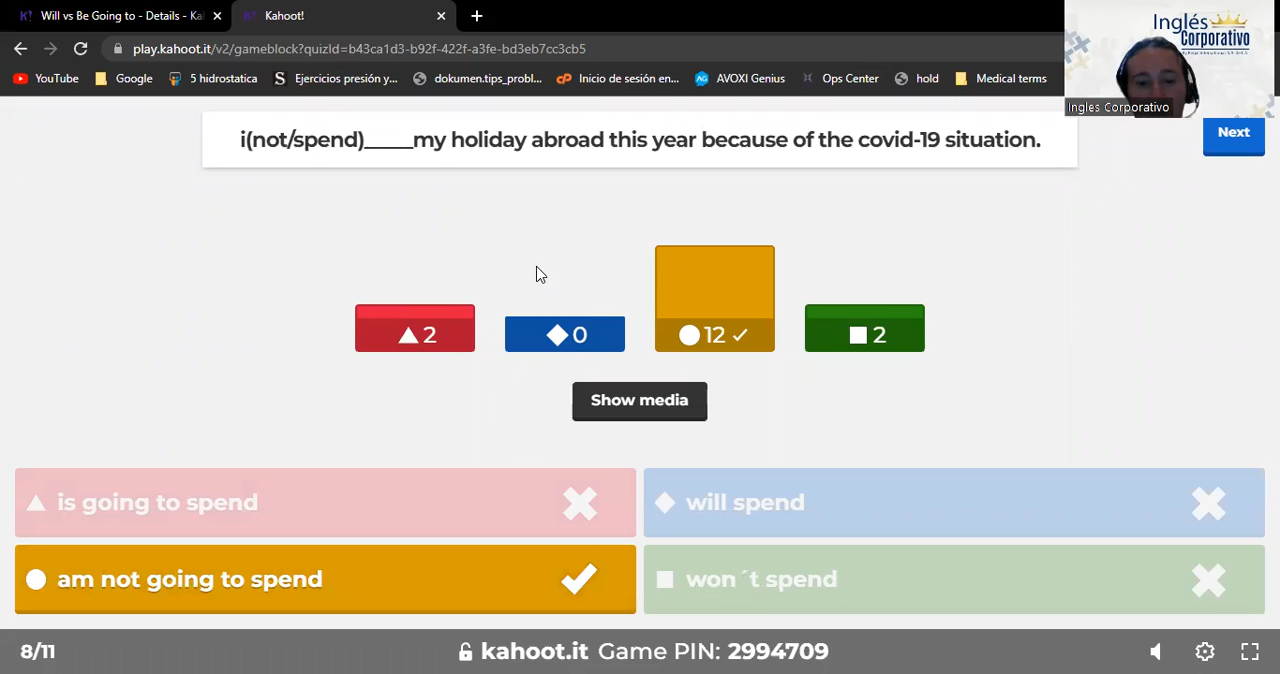 Will vs Be Going to - Details - Ka
Kahoot!
play.kahoot.it/v2/gameblock?quizId=b43ca1d3-b92f-422f-a3fe-bd3eb7cc3cb5
YouTube Google 5 hidrostatica Ejercicios presión y... dokumen.tips_probl... Inicio de sesión en... AVOXI Genius Ops Center hold Medical terms
Inglés
Corporativo
Ingles Corporativo
i(not/spend)_____my holiday abroad this year because of the covid-19 situation.
Next
2
0
12
2
Show media
is going to spend
will spend
am not going to spend
won´t spend
8/11
kahoot.it Game PIN: 2994709